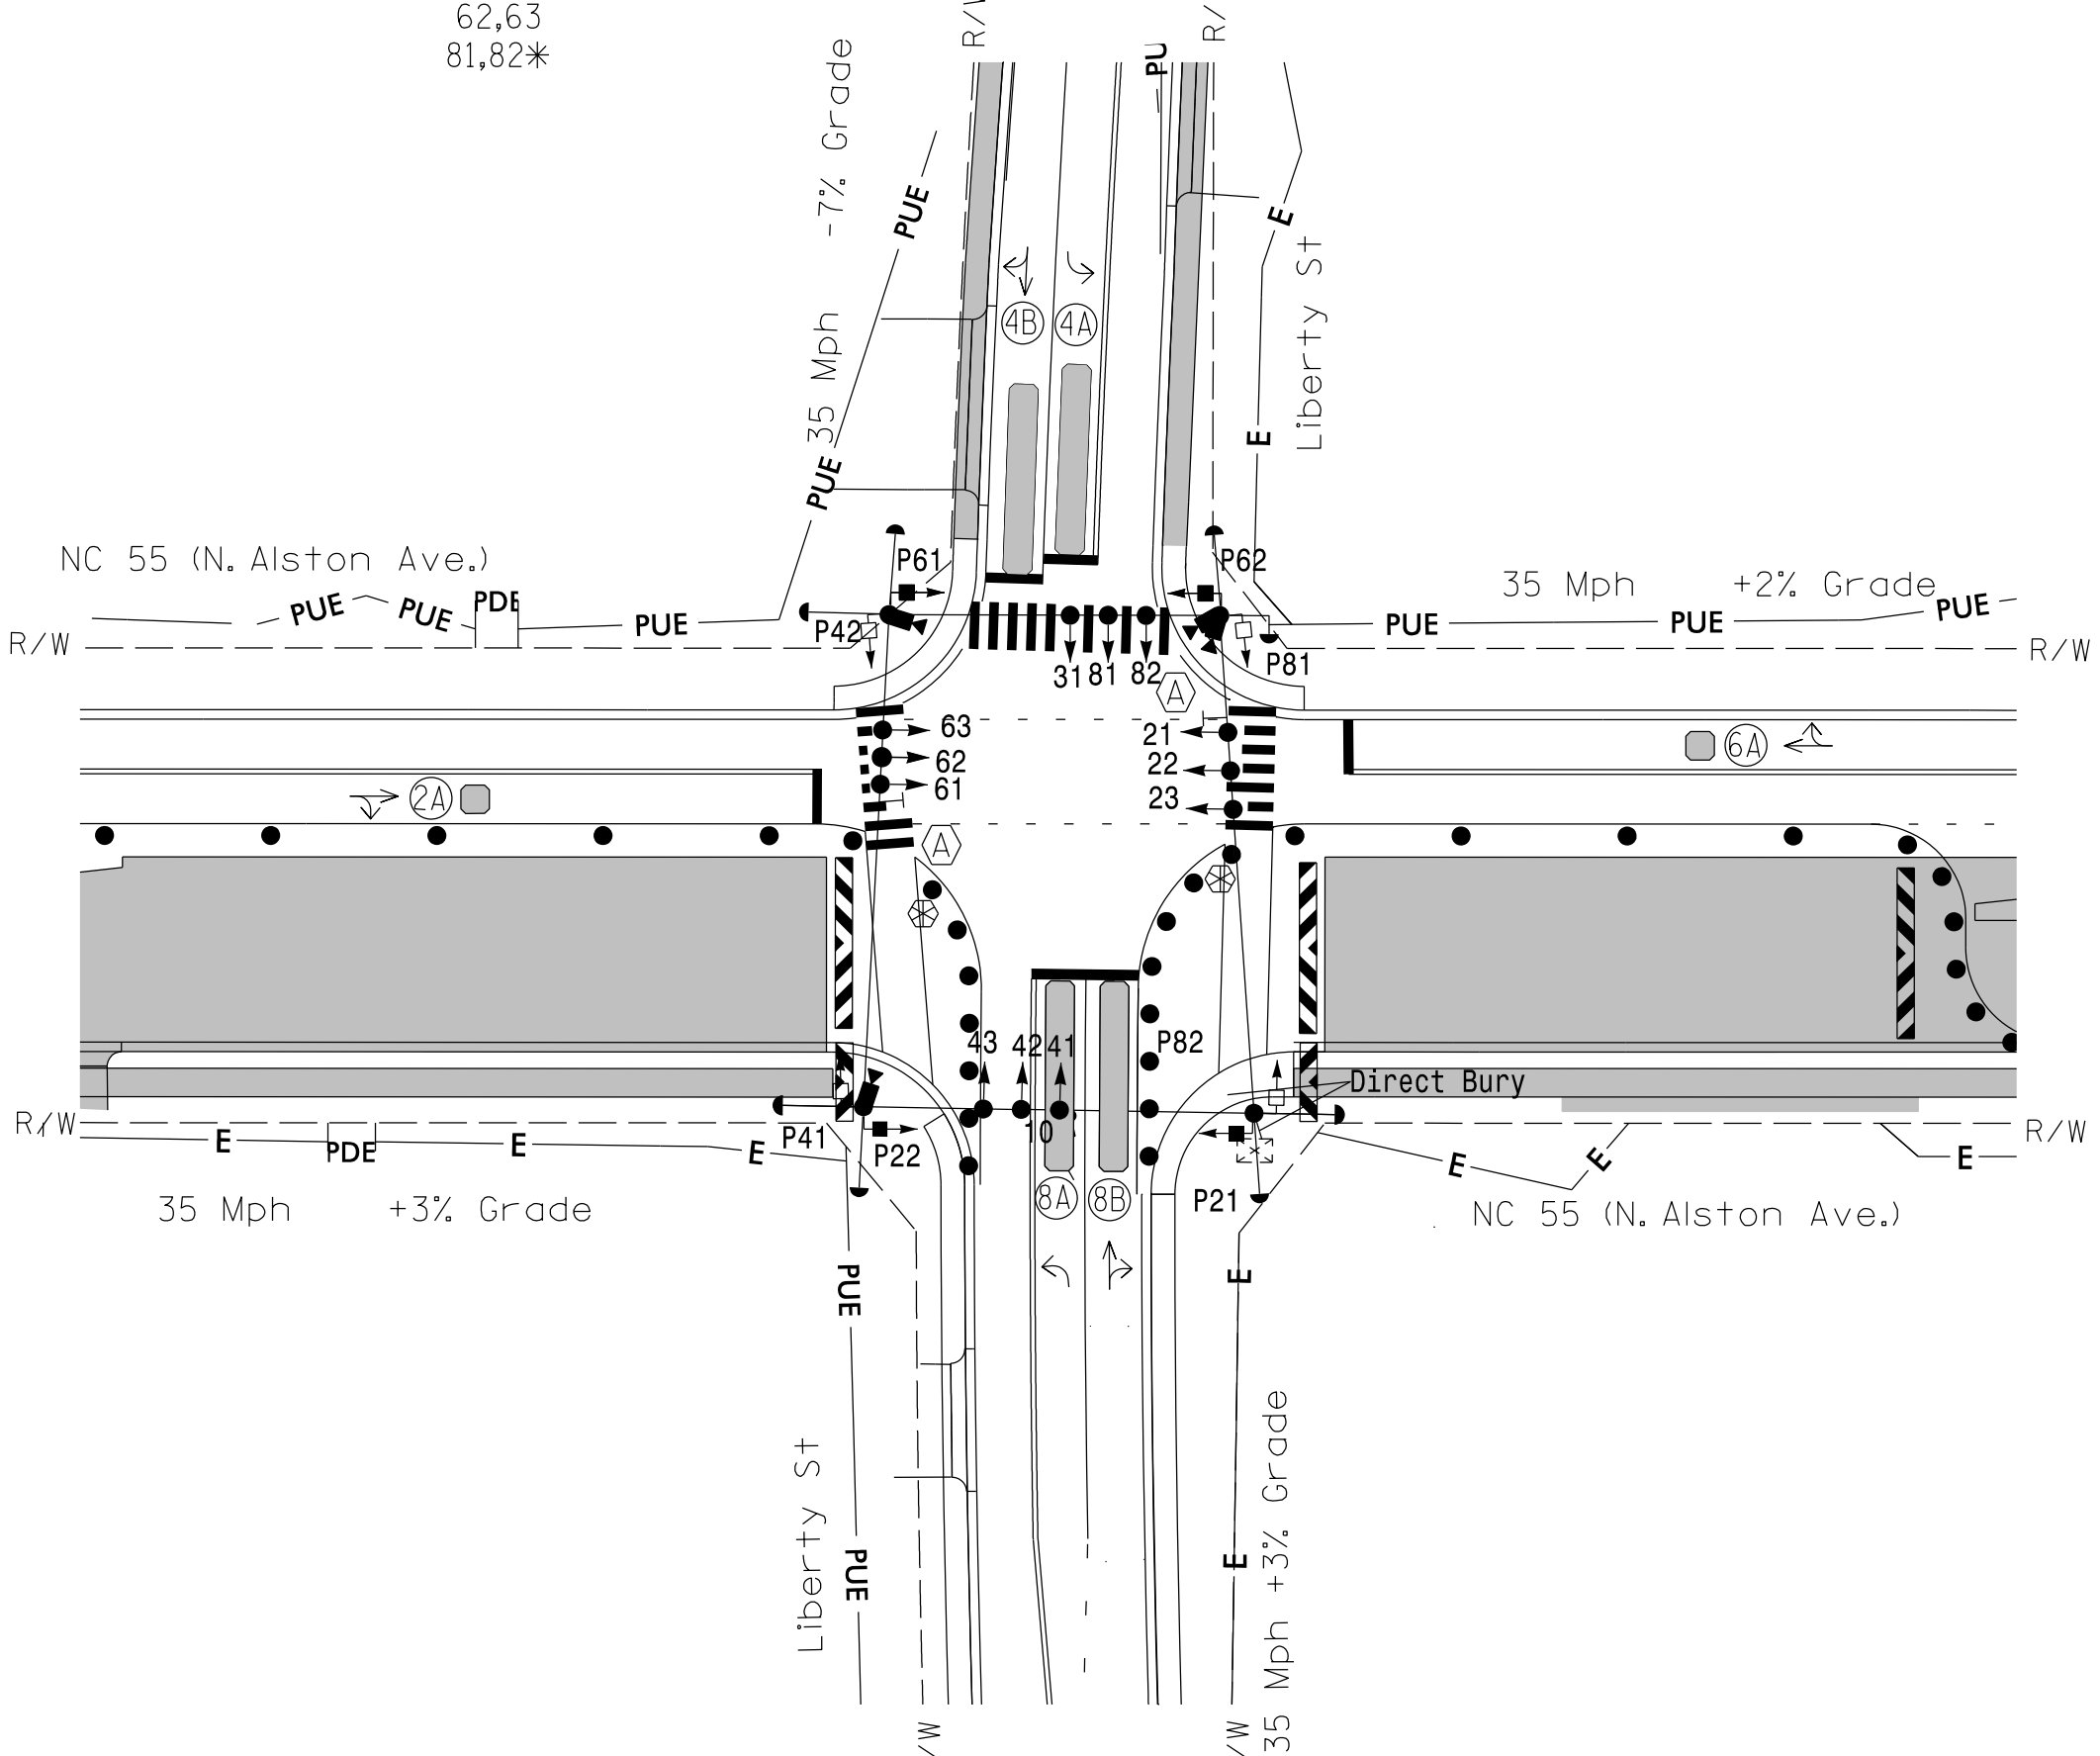 62,63
81,82*
R/W
R/
PU
-7% Grade
35 Mph
PUE
PUE
E
E
Liberty St
4B
4A
NC 55 (N. Alston Ave.)
PUE
PUE
PDE
PUE
P61
P62
35 Mph +2% Grade
PUE
PUE
PUE
R/W
P42
P81
R/W
31
81
82
A
63
62
61
21
22
23
2A
6A
A
43
42
41
P82
Direct Bury
10
R/W
E
PDE
E
E
P41
P22
8A
8B
P21
E
E
E
R/W
35 Mph +3% Grade
NC 55 (N. Alston Ave.)
PUE
E
Liberty St
PUE
E
35 Mph +3% Grade
/W
/W